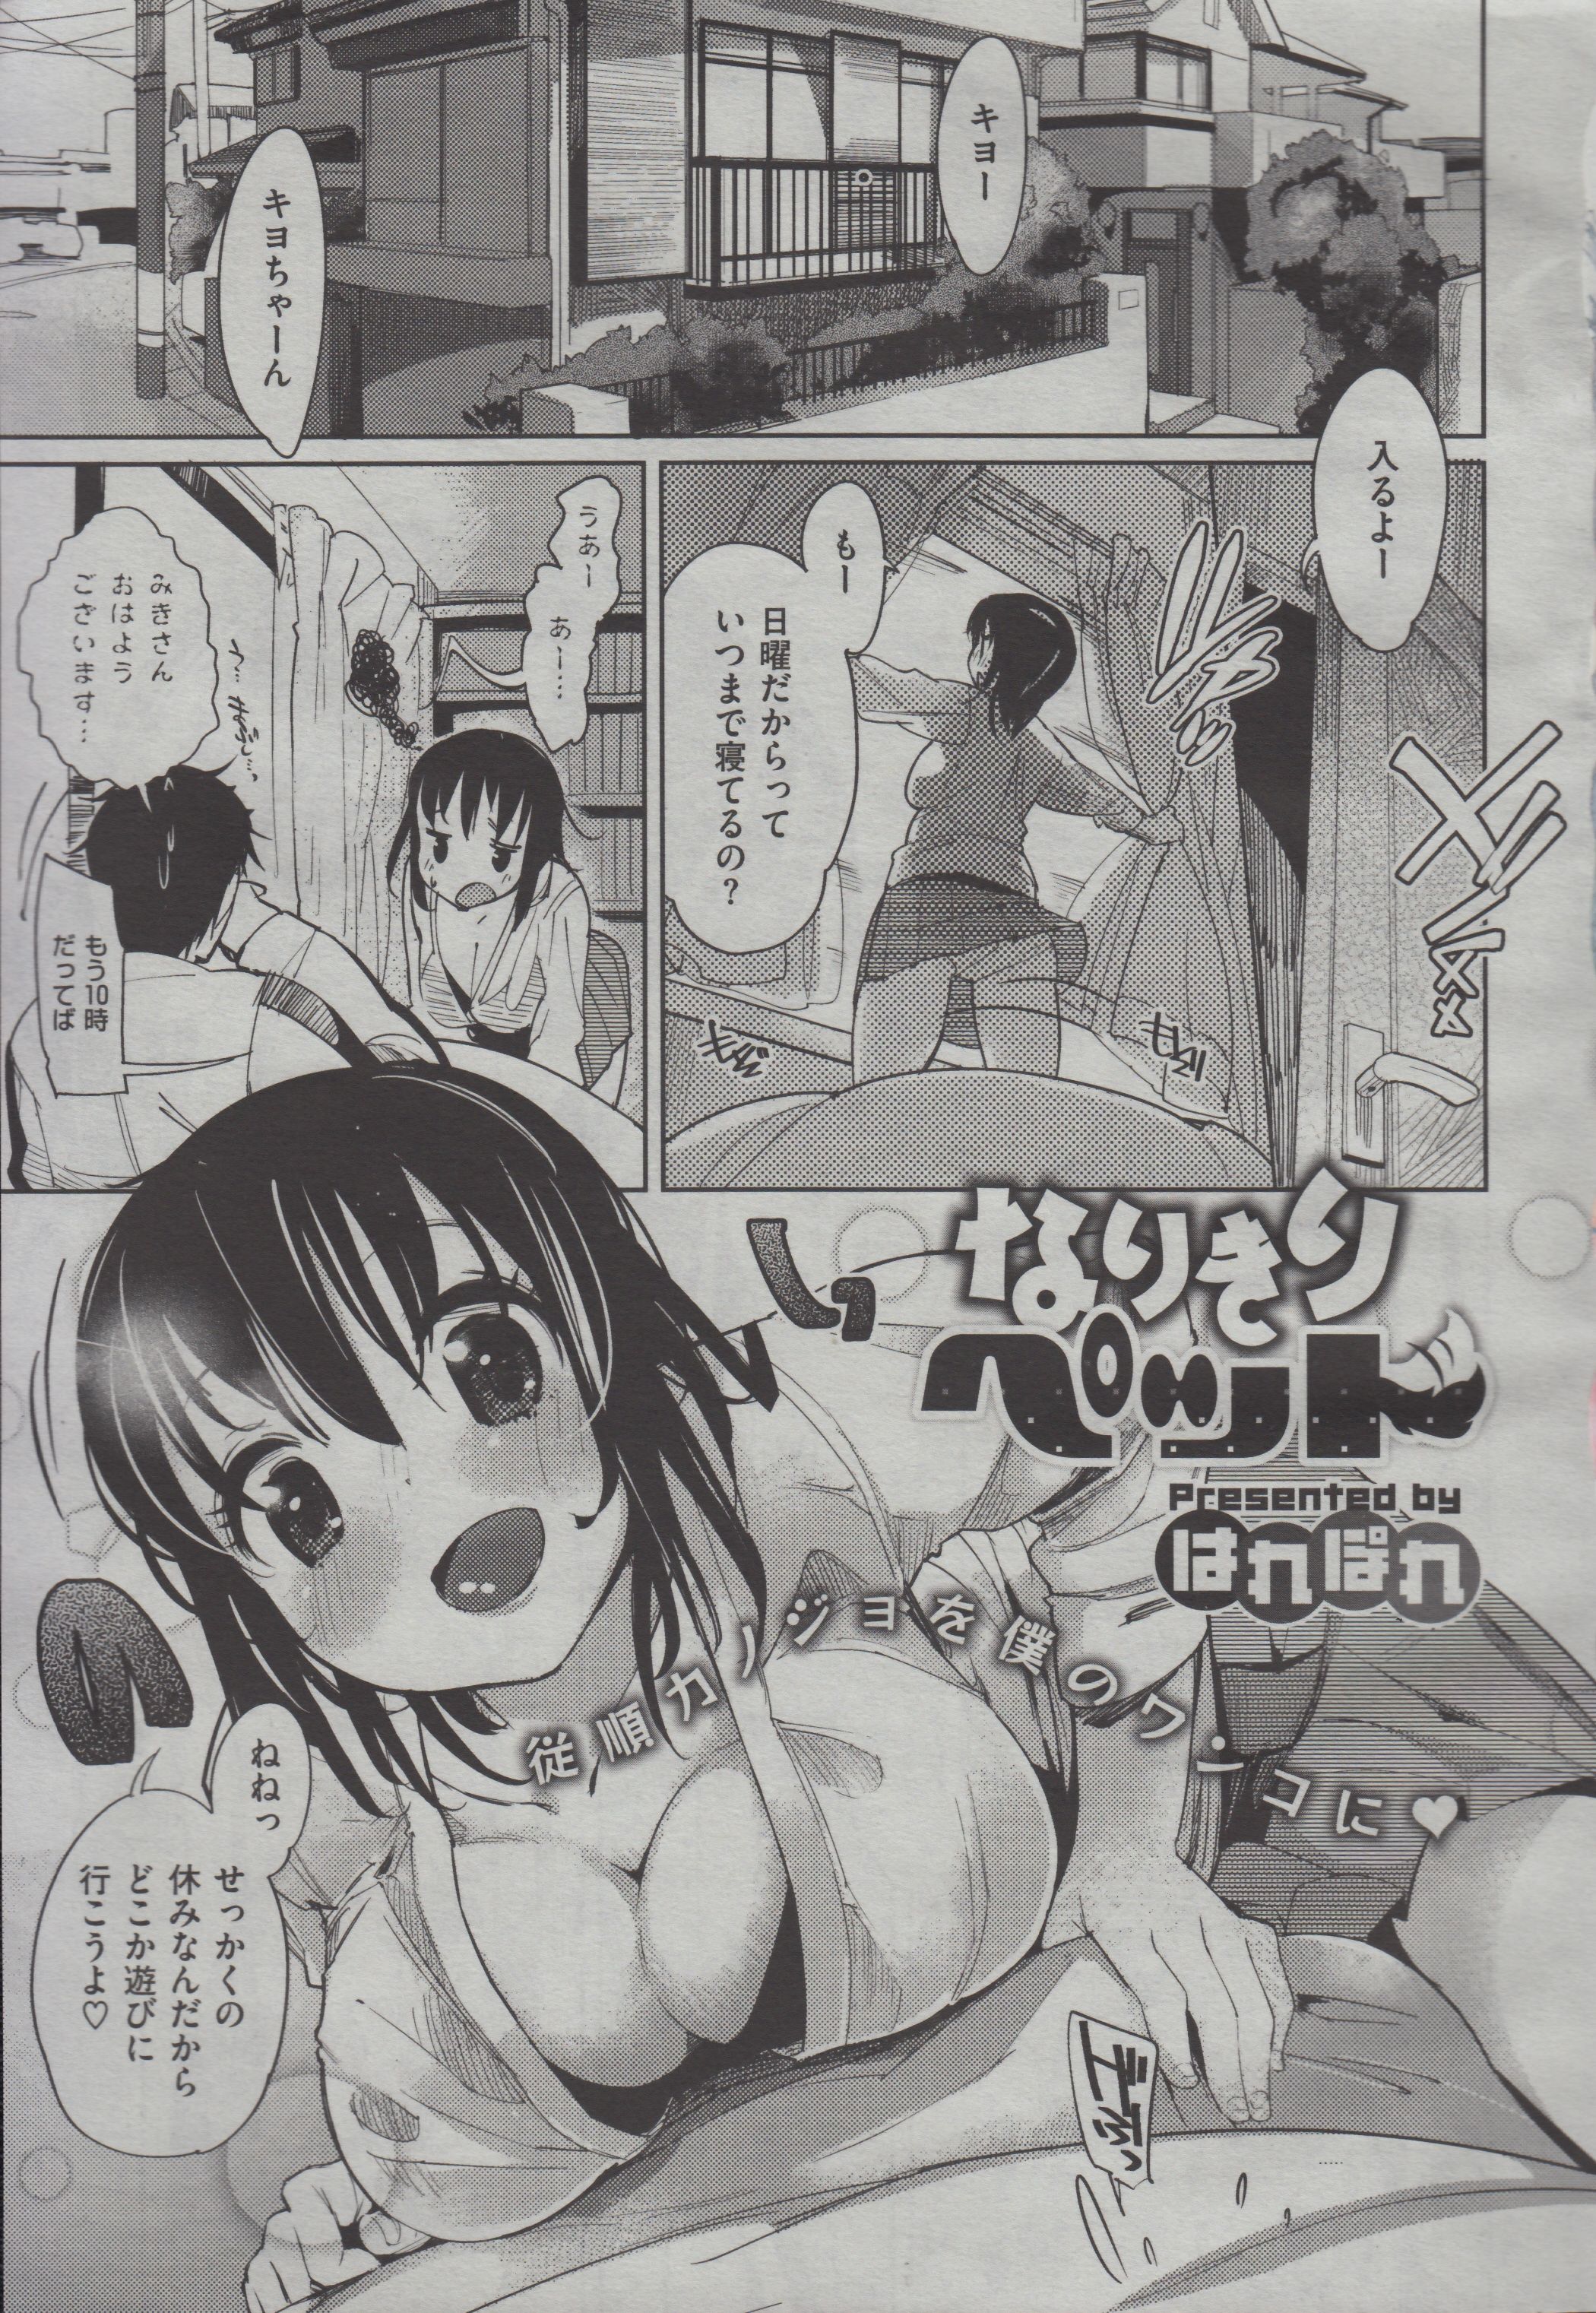 キヨー
キヨちゃーん
入るよー
もー
日曜だからって
いつまで寝てるの？
うあー
あー…
みきさん
おはよう
ございます…
もう10時
だってば
なりきり
ペット
Presented by
はれぽれ
従順カノジョを僕のワンコに♥
ねねっ
せっかくの
休みなんだから
どこか遊びに
行こうよ♡